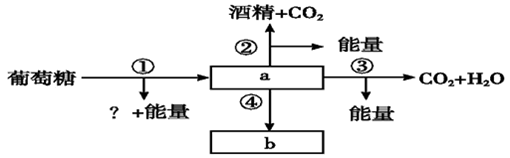 酒精+CO₂
② 能量
葡萄糖 ① a ③ CO₂+H₂O
? +能量 ④ 能量
b